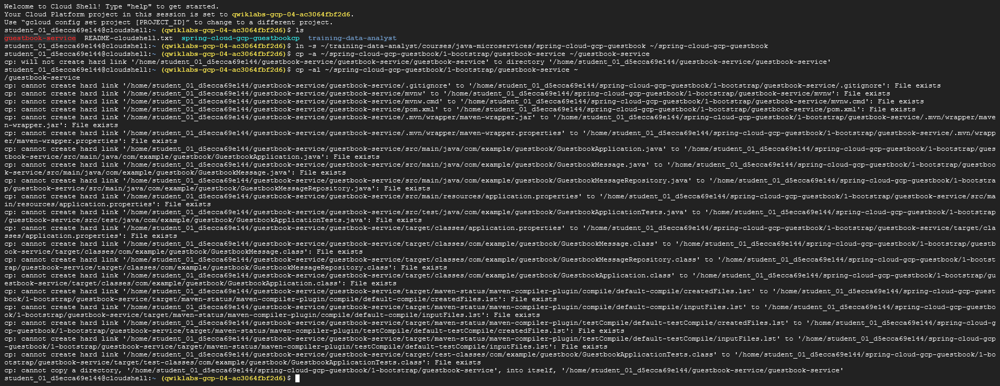 Welcome to Cloud Shell! Type "help" to get started.
Your Cloud Platform project in this session is set to qwiklabs-gcp-04-ac3064fbf2d6.
Use “gcloud config set project [PROJECT_ID]” to change to a different project.
student_01_d5ecca69e144@cloudshell:~ (qwiklabs-gcp-04-ac3064fbf2d6)$ ls
guestbook-service  README-cloudshell.txt  spring-cloud-gcp-guestbookcp  training-data-analyst
student_01_d5ecca69e144@cloudshell:~ (qwiklabs-gcp-04-ac3064fbf2d6)$ ln -s ~/training-data-analyst/courses/java-microservices/spring-cloud-gcp-guestbook ~/spring-cloud-gcp-guestbook
student_01_d5ecca69e144@cloudshell:~ (qwiklabs-gcp-04-ac3064fbf2d6)$ cp -a ~/spring-cloud-gcp-guestbook/1-bootstrap/guestbook-service ~/guestbook-service
cp: will not create hard link '/home/student_01_d5ecca69e144/guestbook-service/guestbook-service/guestbook-service' to directory '/home/student_01_d5ecca69e144/guestbook-service/guestbook-service'
student_01_d5ecca69e144@cloudshell:~ (qwiklabs-gcp-04-ac3064fbf2d6)$ cp -al ~/spring-cloud-gcp-guestbook/1-bootstrap/guestbook-service ~
/guestbook-service
cp: cannot create hard link '/home/student_01_d5ecca69e144/guestbook-service/guestbook-service/.gitignore' to '/home/student_01_d5ecca69e144/spring-cloud-gcp-guestbook/1-bootstrap/guestbook-service/.gitignore': File exists
cp: cannot create hard link '/home/student_01_d5ecca69e144/guestbook-service/guestbook-service/mvnw' to '/home/student_01_d5ecca69e144/spring-cloud-gcp-guestbook/1-bootstrap/guestbook-service/mvnw': File exists
cp: cannot create hard link '/home/student_01_d5ecca69e144/guestbook-service/guestbook-service/mvnw.cmd' to '/home/student_01_d5ecca69e144/spring-cloud-gcp-guestbook/1-bootstrap/guestbook-service/mvnw.cmd': File exists
cp: cannot create hard link '/home/student_01_d5ecca69e144/guestbook-service/guestbook-service/pom.xml' to '/home/student_01_d5ecca69e144/spring-cloud-gcp-guestbook/1-bootstrap/guestbook-service/pom.xml': File exists
cp: cannot create hard link '/home/student_01_d5ecca69e144/guestbook-service/guestbook-service/.mvn/wrapper/maven-wrapper.jar' to '/home/student_01_d5ecca69e144/spring-cloud-gcp-guestbook/1-bootstrap/guestbook-service/.mvn/wrapper/mave
n-wrapper.jar': File exists
cp: cannot create hard link '/home/student_01_d5ecca69e144/guestbook-service/guestbook-service/.mvn/wrapper/maven-wrapper.properties' to '/home/student_01_d5ecca69e144/spring-cloud-gcp-guestbook/1-bootstrap/guestbook-service/.mvn/wrapp
er/maven-wrapper.properties': File exists
cp: cannot create hard link '/home/student_01_d5ecca69e144/guestbook-service/guestbook-service/src/main/java/com/example/guestbook/GuestbookApplication.java' to '/home/student_01_d5ecca69e144/spring-cloud-gcp-guestbook/1-bootstrap/gues
tbook-service/src/main/java/com/example/guestbook/GuestbookApplication.java': File exists
cp: cannot create hard link '/home/student_01_d5ecca69e144/guestbook-service/guestbook-service/src/main/java/com/example/guestbook/GuestbookMessage.java' to '/home/student_01_d5ecca69e144/spring-cloud-gcp-guestbook/1-bootstrap/guestboo
k-service/src/main/java/com/example/guestbook/GuestbookMessage.java': File exists
cp: cannot create hard link '/home/student_01_d5ecca69e144/guestbook-service/guestbook-service/src/main/java/com/example/guestbook/GuestbookMessageRepository.java' to '/home/student_01_d5ecca69e144/spring-cloud-gcp-guestbook/1-bootstra
p/guestbook-service/src/main/java/com/example/guestbook/GuestbookMessageRepository.java': File exists
cp: cannot create hard link '/home/student_01_d5ecca69e144/guestbook-service/guestbook-service/src/main/resources/application.properties' to '/home/student_01_d5ecca69e144/spring-cloud-gcp-guestbook/1-bootstrap/guestbook-service/src/ma
in/resources/application.properties': File exists
cp: cannot create hard link '/home/student_01_d5ecca69e144/guestbook-service/guestbook-service/src/test/java/com/example/guestbook/GuestbookApplicationTests.java' to '/home/student_01_d5ecca69e144/spring-cloud-gcp-guestbook/1-bootstrap
/guestbook-service/src/test/java/com/example/guestbook/GuestbookApplicationTests.java': File exists
cp: cannot create hard link '/home/student_01_d5ecca69e144/guestbook-service/guestbook-service/target/classes/application.properties' to '/home/student_01_d5ecca69e144/spring-cloud-gcp-guestbook/1-bootstrap/guestbook-service/target/cla
sses/application.properties': File exists
cp: cannot create hard link '/home/student_01_d5ecca69e144/guestbook-service/guestbook-service/target/classes/com/example/guestbook/GuestbookMessage.class' to '/home/student_01_d5ecca69e144/spring-cloud-gcp-guestbook/1-bootstrap/guestb
ook-service/target/classes/com/example/guestbook/GuestbookMessage.class': File exists
cp: cannot create hard link '/home/student_01_d5ecca69e144/guestbook-service/guestbook-service/target/classes/com/example/guestbook/GuestbookMessageRepository.class' to '/home/student_01_d5ecca69e144/spring-cloud-gcp-guestbook/1-bootst
rap/guestbook-service/target/classes/com/example/guestbook/GuestbookMessageRepository.class': File exists
cp: cannot create hard link '/home/student_01_d5ecca69e144/guestbook-service/guestbook-service/target/classes/com/example/guestbook/GuestbookApplication.class' to '/home/student_01_d5ecca69e144/spring-cloud-gcp-guestbook/1-bootstrap/gu
estbook-service/target/classes/com/example/guestbook/GuestbookApplication.class': File exists
cp: cannot create hard link '/home/student_01_d5ecca69e144/guestbook-service/guestbook-service/target/maven-status/maven-compiler-plugin/compile/default-compile/createdFiles.lst' to '/home/student_01_d5ecca69e144/spring-cloud-gcp-guest
book/1-bootstrap/guestbook-service/target/maven-status/maven-compiler-plugin/compile/default-compile/createdFiles.lst': File exists
cp: cannot create hard link '/home/student_01_d5ecca69e144/guestbook-service/guestbook-service/target/maven-status/maven-compiler-plugin/compile/default-compile/inputFiles.lst' to '/home/student_01_d5ecca69e144/spring-cloud-gcp-guestbo
ok/1-bootstrap/guestbook-service/target/maven-status/maven-compiler-plugin/compile/default-compile/inputFiles.lst': File exists
cp: cannot create hard link '/home/student_01_d5ecca69e144/guestbook-service/guestbook-service/target/maven-status/maven-compiler-plugin/testCompile/default-testCompile/createdFiles.lst' to '/home/student_01_d5ecca69e144/spring-cloud-g
cp-guestbook/1-bootstrap/guestbook-service/target/maven-status/maven-compiler-plugin/testCompile/default-testCompile/createdFiles.lst': File exists
cp: cannot create hard link '/home/student_01_d5ecca69e144/guestbook-service/guestbook-service/target/maven-status/maven-compiler-plugin/testCompile/default-testCompile/inputFiles.lst' to '/home/student_01_d5ecca69e144/spring-cloud-gcp
-guestbook/1-bootstrap/guestbook-service/target/maven-status/maven-compiler-plugin/testCompile/default-testCompile/inputFiles.lst': File exists
cp: cannot create hard link '/home/student_01_d5ecca69e144/guestbook-service/guestbook-service/target/test-classes/com/example/guestbook/GuestbookApplicationTests.class' to '/home/student_01_d5ecca69e144/spring-cloud-gcp-guestbook/1-bo
otstrap/guestbook-service/target/test-classes/com/example/guestbook/GuestbookApplicationTests.class': File exists
cp: cannot copy a directory, '/home/student_01_d5ecca69e144/spring-cloud-gcp-guestbook/1-bootstrap/guestbook-service', into itself, '/home/student_01_d5ecca69e144/guestbook-service/guestbook-service'
student_01_d5ecca69e144@cloudshell:~ (qwiklabs-gcp-04-ac3064fbf2d6)$